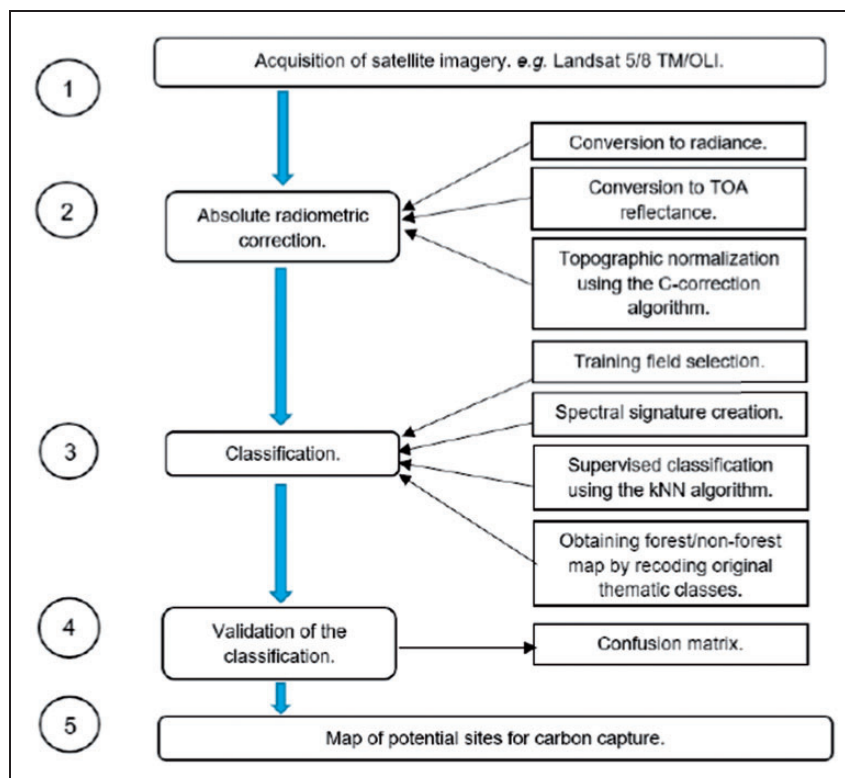 1
Acquisition of satellite imagery. e.g. Landsat 5/8 TM/OLI.
2
Absolute radiometric
correction.
Conversion to radiance.
Conversion to TOA
reflectance.
Topographic normalization
using the C-correction
algorithm.
3
Classification.
Training field selection.
Spectral signature creation.
Supervised classification
using the kNN algorithm.
Obtaining forest/non-forest
map by recoding original
thematic classes.
4
Validation of the
classification.
Confusion matrix.
5
Map of potential sites for carbon capture.